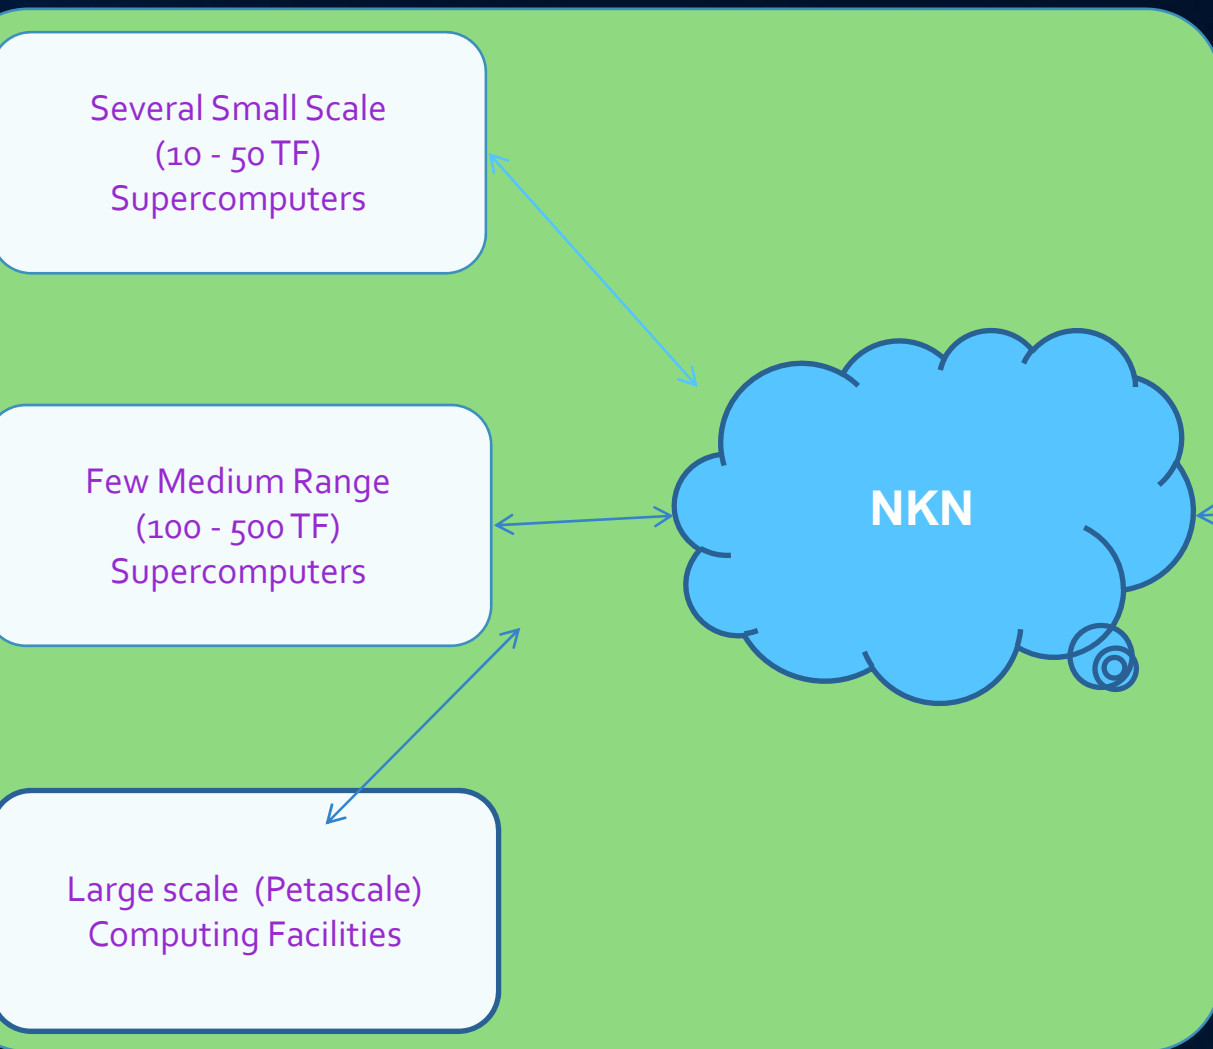 Several Small Scale
(10 - 50 TF)
Supercomputers
Few Medium Range
(100 - 500 TF)
Supercomputers
NKN
Large scale  (Petascale)
Computing Facilities